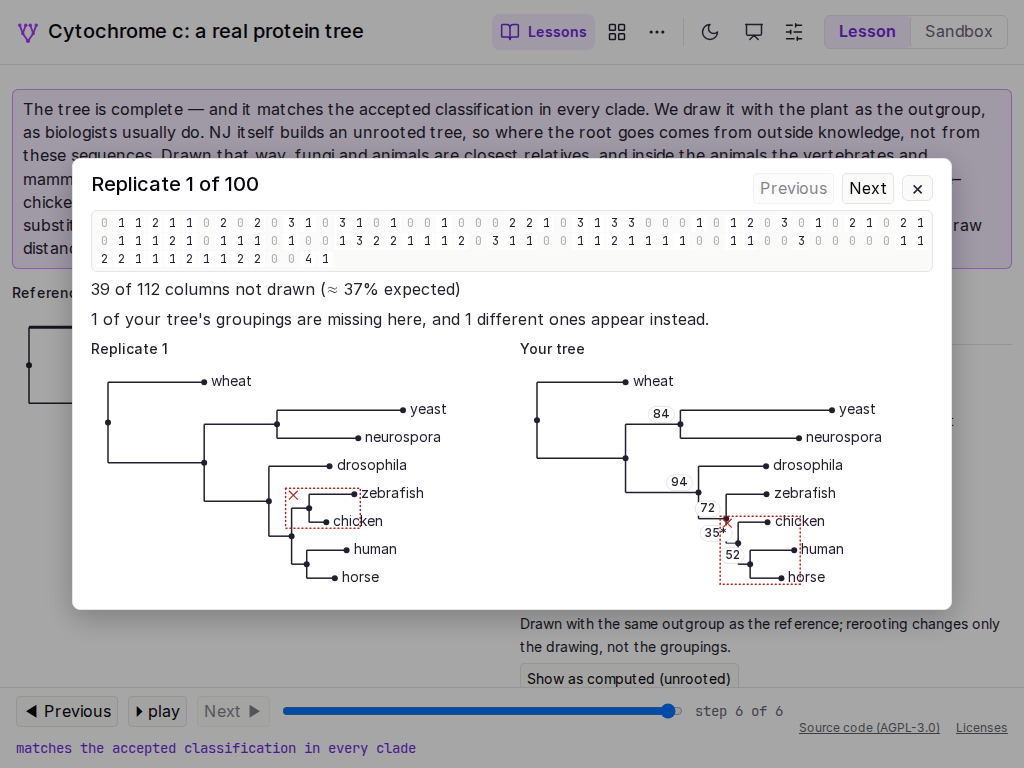 Cytochrome c: a real protein tree
Lessons
Lesson
Sandbox
The tree is complete — and it matches the accepted classification in every clade. We draw it with the plant as the outgroup,
as biologists usually do. NJ itself builds an unrooted tree, so where the root goes comes from outside knowledge, not from
these sequences. Drawn that way, fungi and animals are closest relatives, and inside the animals the vertebrates and
Replicate 1 of 100
Previous
Next
×
0 1 1 2 1 1 0 2 0 2 0 3 1 0 3 1 0 1 0 0 1 0 0 0 2 2 1 0 3 1 3 3 0 0 0 1 0 1 2 0 3 0 1 0 2 1 0 2 1
0 1 1 1 2 1 0 1 1 1 0 1 0 0 1 3 2 2 1 1 1 2 0 3 1 1 0 0 1 1 2 1 1 1 1 0 0 1 1 0 0 3 0 0 0 0 0 1 1
2 2 1 1 1 2 1 1 2 2 0 0 4 1
39 of 112 columns not drawn (≈ 37% expected)
1 of your tree's groupings are missing here, and 1 different ones appear instead.
Replicate 1
Your tree
wheat
yeast
neurospora
drosophila
zebrafish
chicken
human
horse
wheat
84
yeast
neurospora
94
drosophila
72
zebrafish
35*
chicken
52
human
horse
Drawn with the same outgroup as the reference; rerooting changes only
the drawing, not the groupings.
Show as computed (unrooted)
Previous
play
Next
step 6 of 6
Source code (AGPL-3.0)
Licenses
matches the accepted classification in every clade